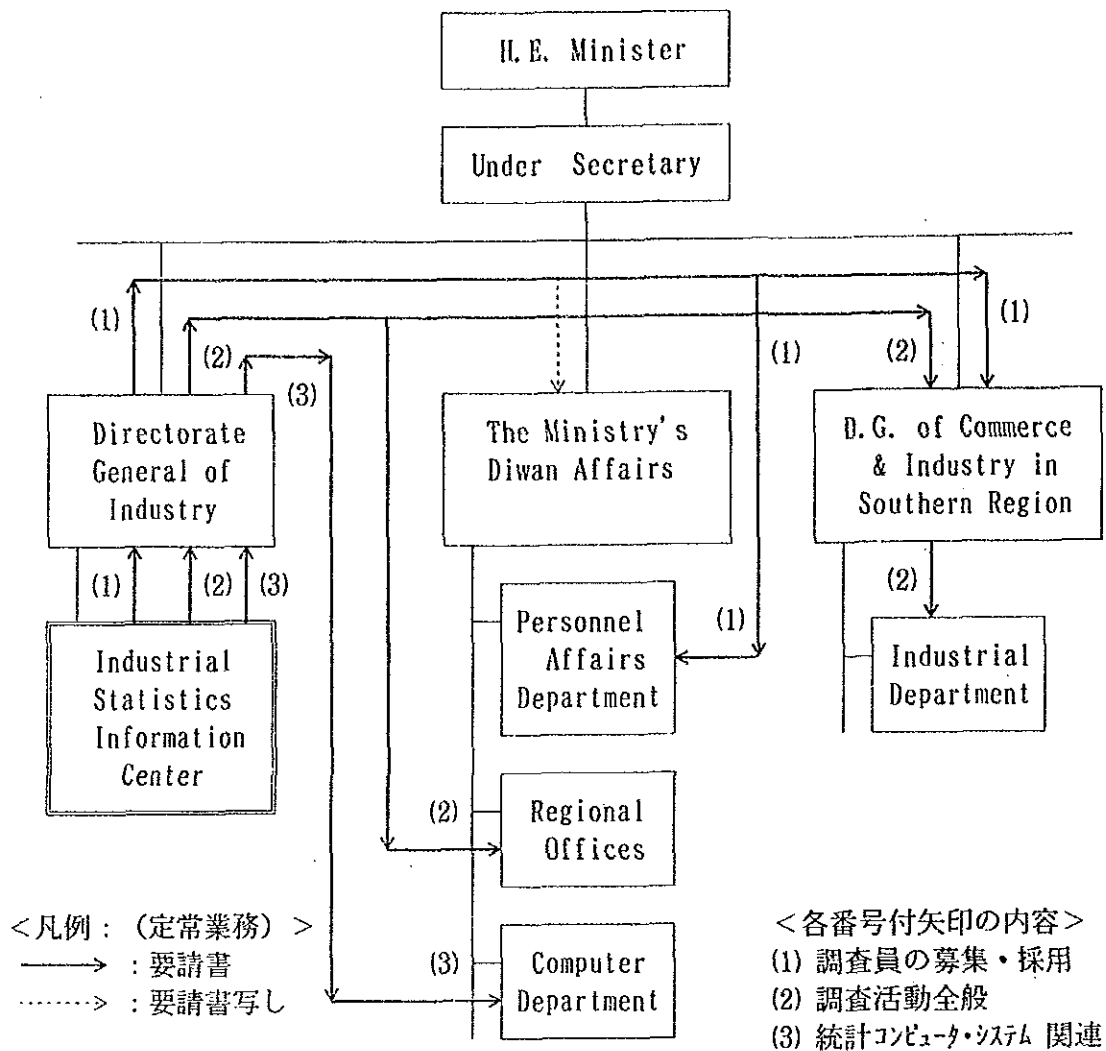 H.E. Minister
Under Secretary
(1)
(2)
(3)
(1)
(2)
(1)
Directorate
General of
Industry
The Ministry's
Diwan Affairs
D.G. of Commerce
& Industry in
Southern Region
(1)
(2)
(3)
(2)
Industrial
Statistics
Information
Center
Personnel
Affairs
Department
(1)
Industrial
Department
(2)
Regional
Offices
(3)
Computer
Department
<凡例：（定常業務）>
：要請書
：要請書写し
<各番号付矢印の内容>
(1) 調査員の募集・採用
(2) 調査活動全般
(3) 統計ｺﾝﾋﾟｭｰﾀ・ｼｽﾃﾑ 関連